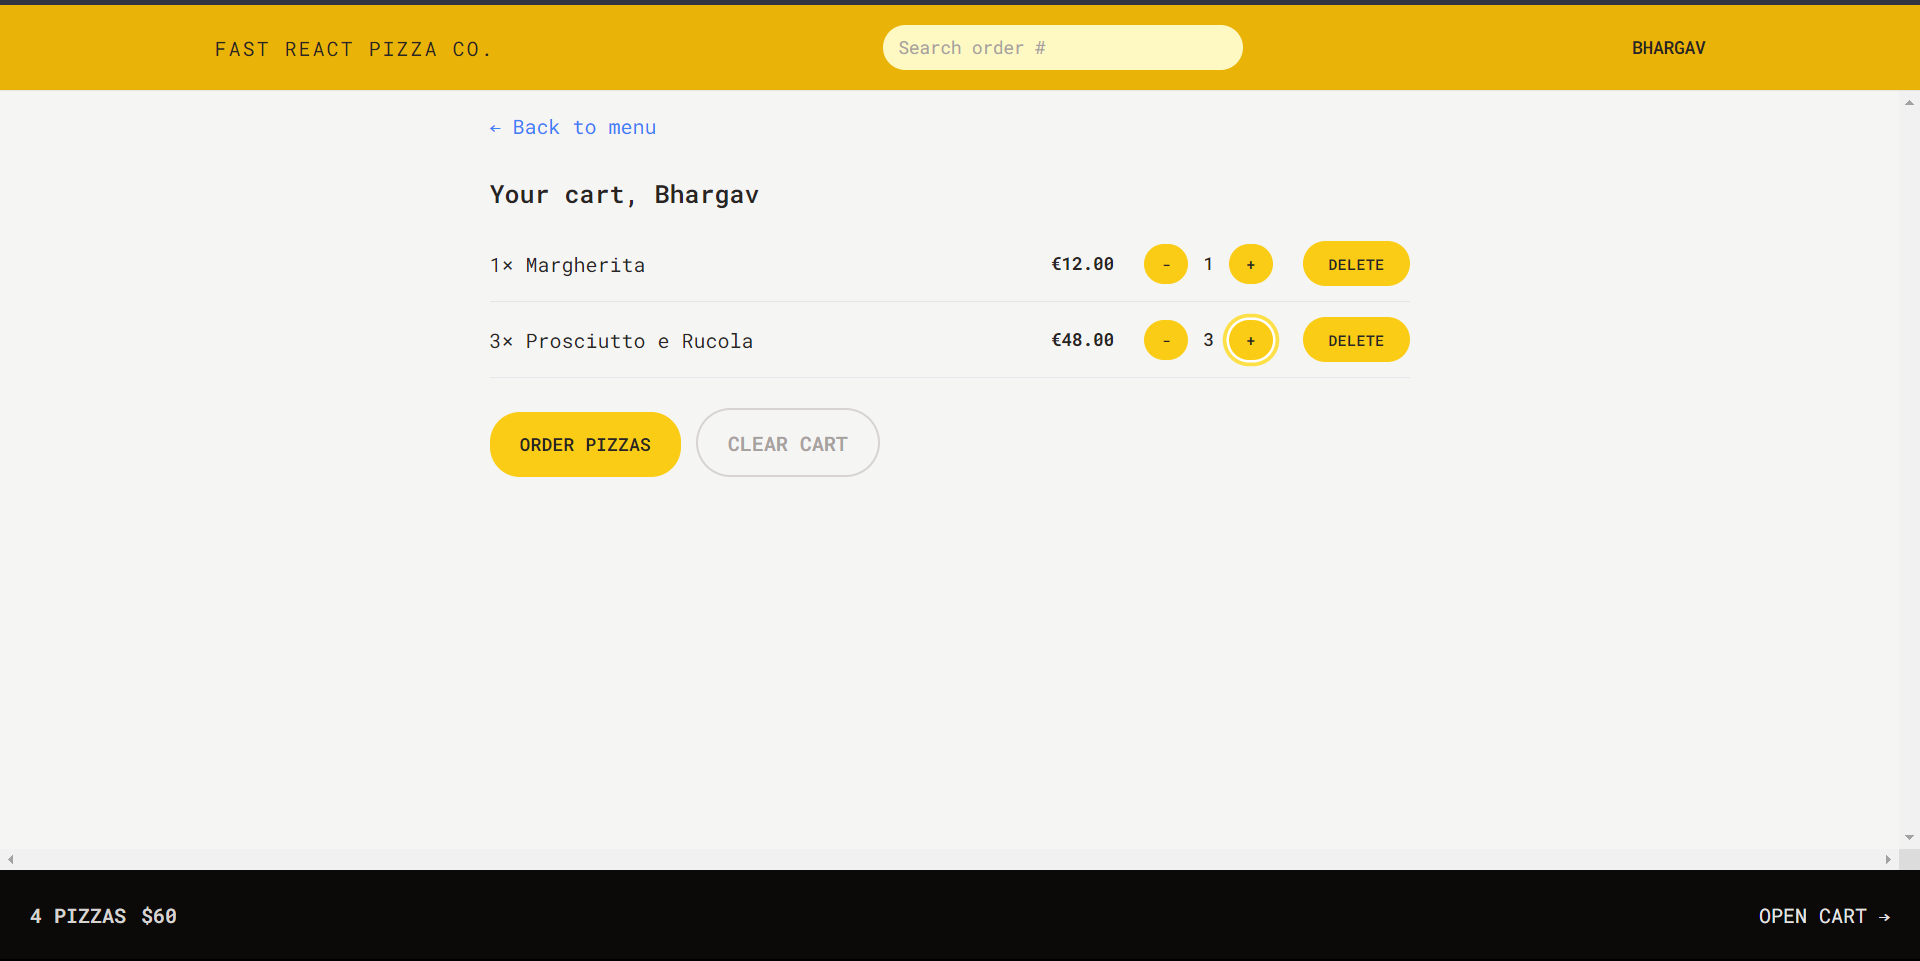 FAST REACT PIZZA CO. Search order # BHARGAV
← Back to menu
Your cart, Bhargav
1× Margherita €12.00 - 1 + DELETE
3× Prosciutto e Rucola €48.00 - 3 + DELETE
ORDER PIZZAS CLEAR CART
4 PIZZAS $60 OPEN CART →